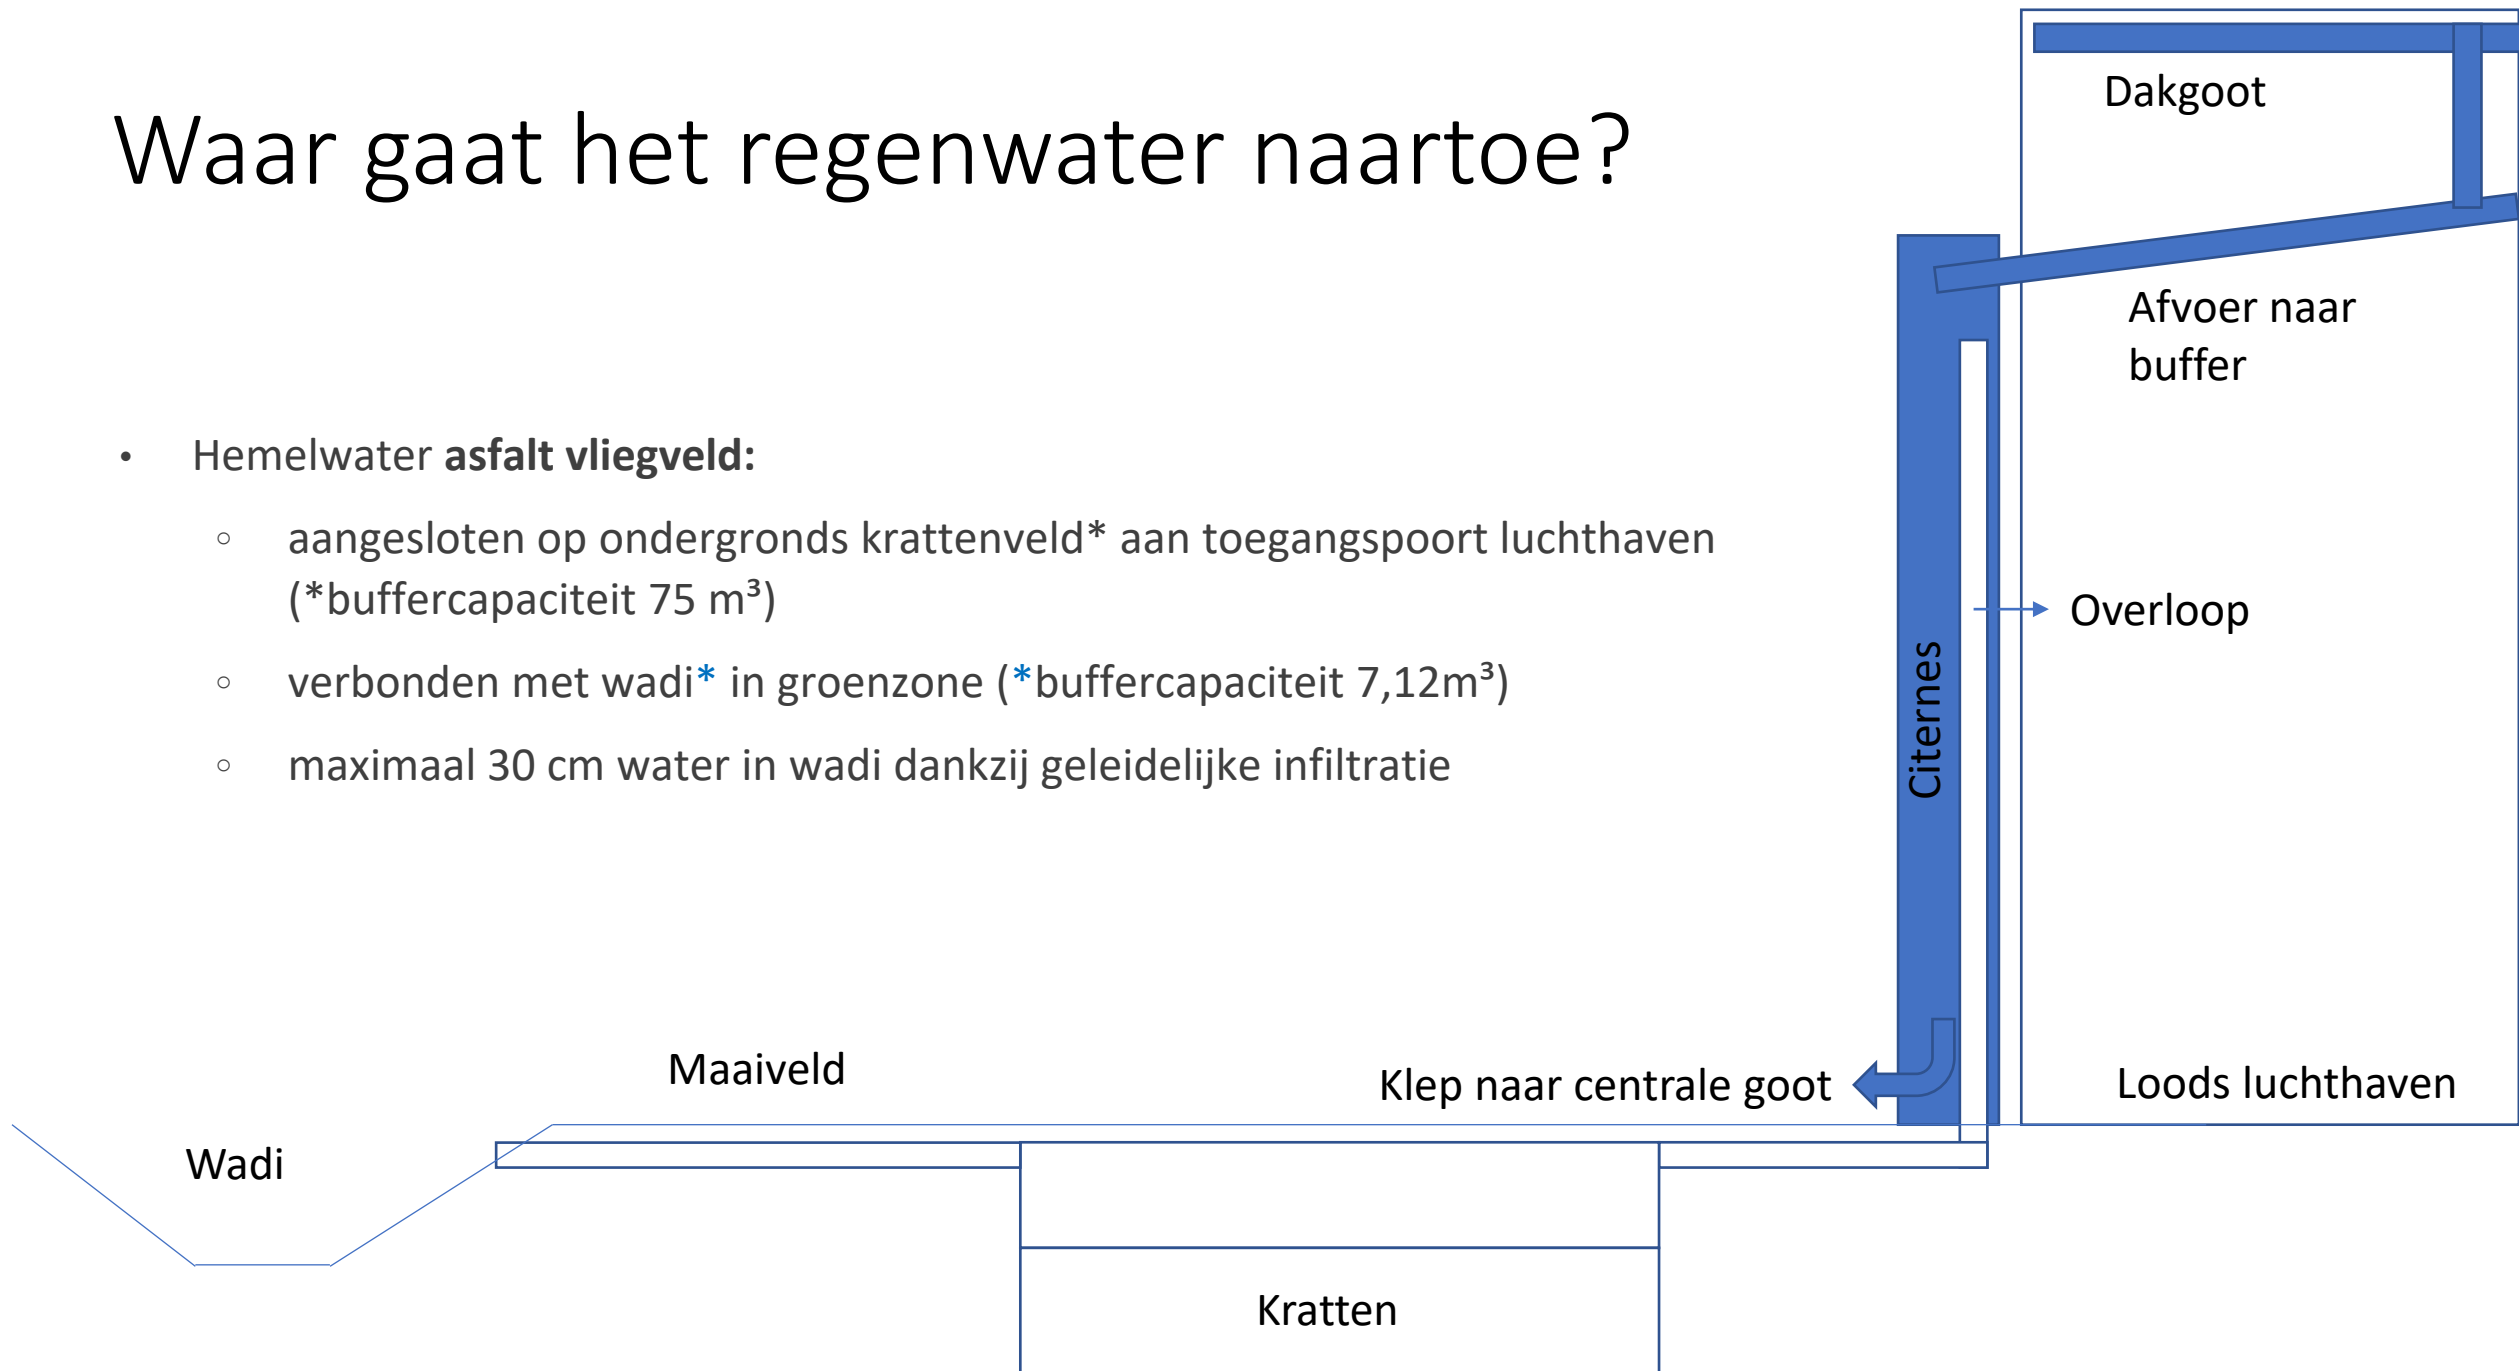 Waar gaat het regenwater naartoe?
• Hemelwater asfalt vliegveld:
◦ aangesloten op ondergronds krattenveld* aan toegangspoort luchthaven
(*buffercapaciteit 75 m³)
◦ verbonden met wadi* in groenzone (*buffercapaciteit 7,12m³)
◦ maximaal 30 cm water in wadi dankzij geleidelijke infiltratie
Dakgoot
Afvoer naar
buffer
Overloop
Citernes
Maaiveld
Klep naar centrale goot
Loods luchthaven
Wadi
Kratten